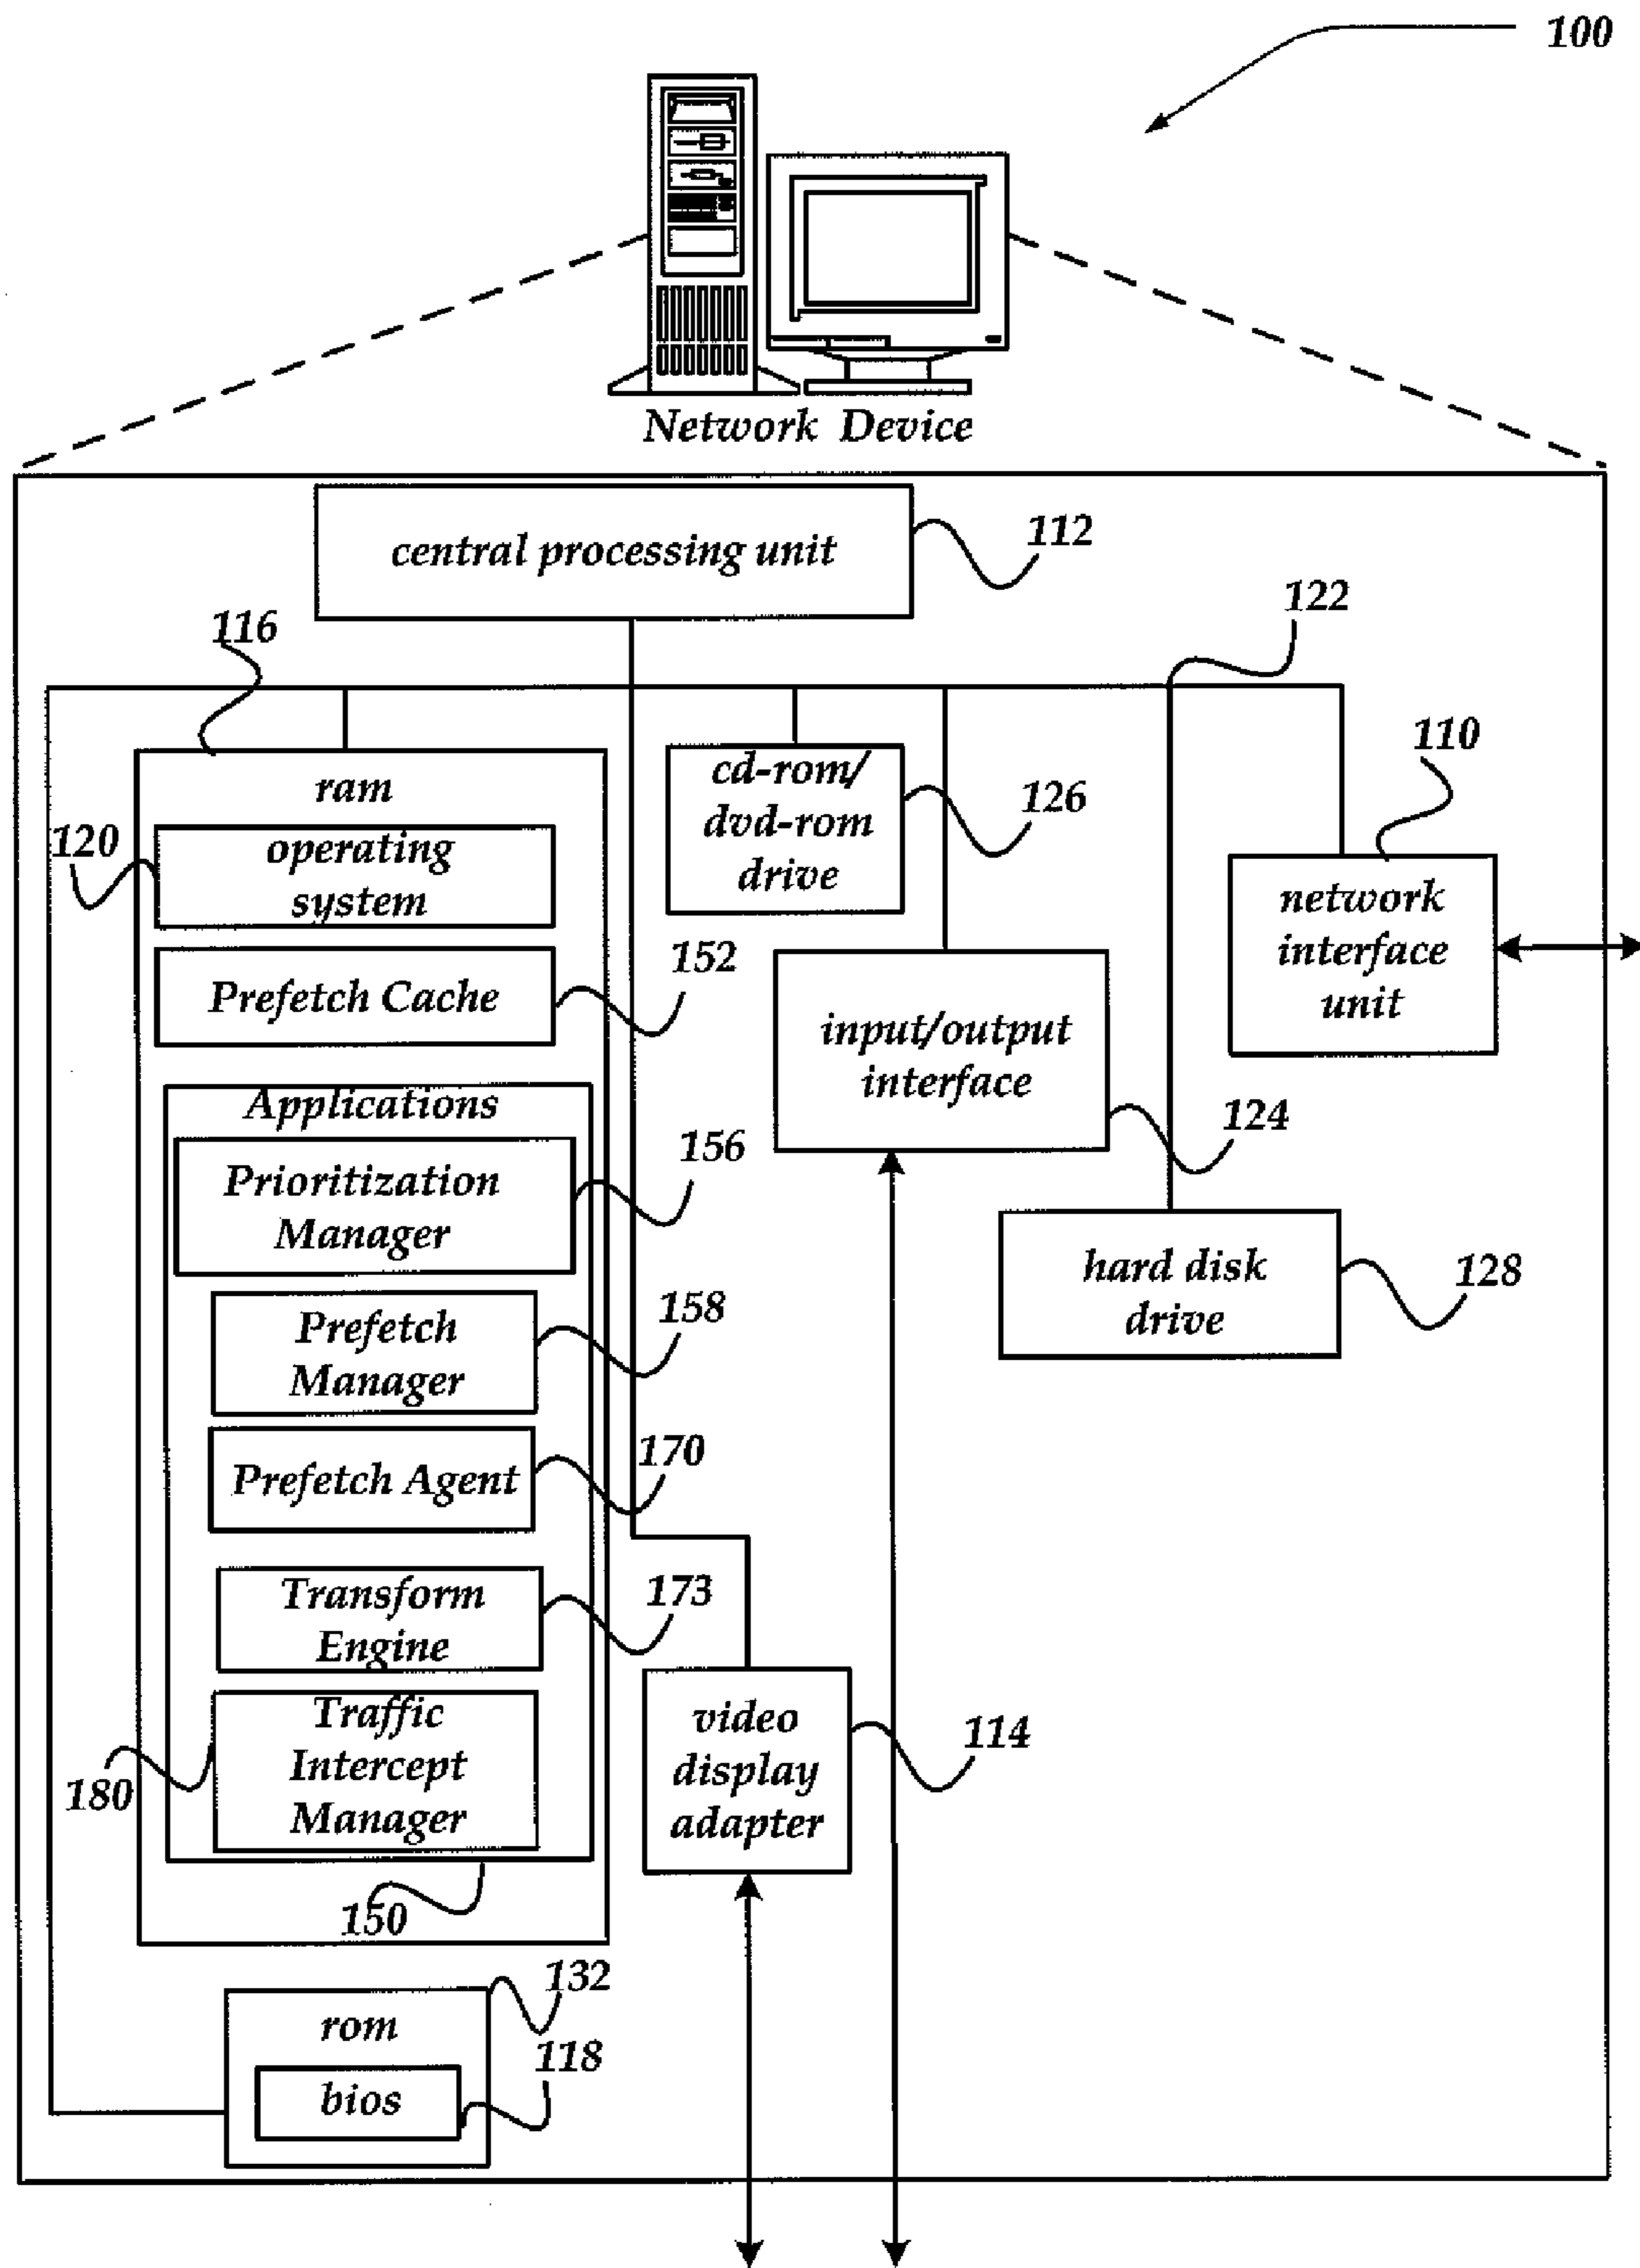 100
Network Device
central processing unit
112
122
116
110
ram
cd-rom/
dvd-rom
drive
126
120
operating
system
network
interface
unit
152
Prefetch Cache
input/output
interface
124
Applications
156
Prioritization
Manager
hard disk
drive
128
158
Prefetch
Manager
170
Prefetch Agent
173
Transform
Engine
Traffic
Intercept
Manager
180
video
display
adapter
114
150
132
rom
118
bios